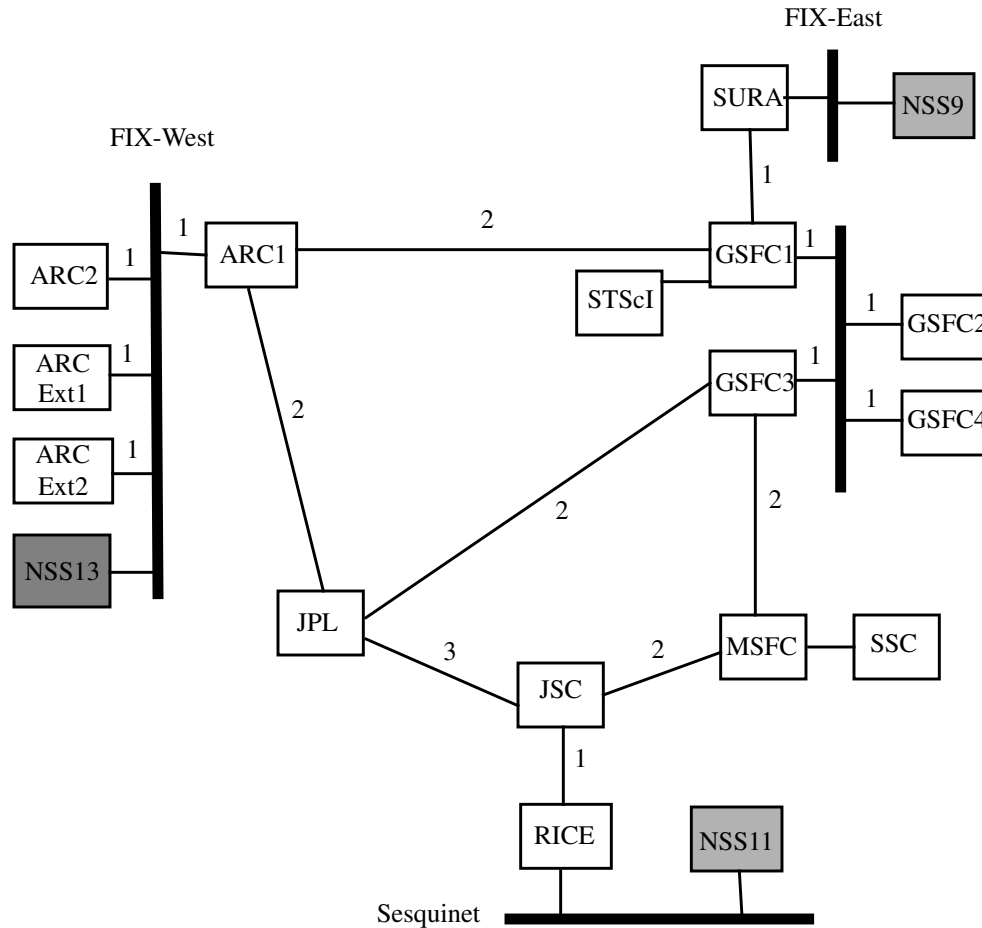 FIX-East
SURA
NSS9
FIX-West
1
1
2
1
ARC2
1
ARC1
GSFC1
STScI
1
GSFC2
ARC
Ext1
1
GSFC3
1
2
1
GSFC4
ARC
Ext2
1
2
2
NSS13
JPL
3
2
MSFC
SSC
JSC
1
RICE
NSS11
Sesquinet